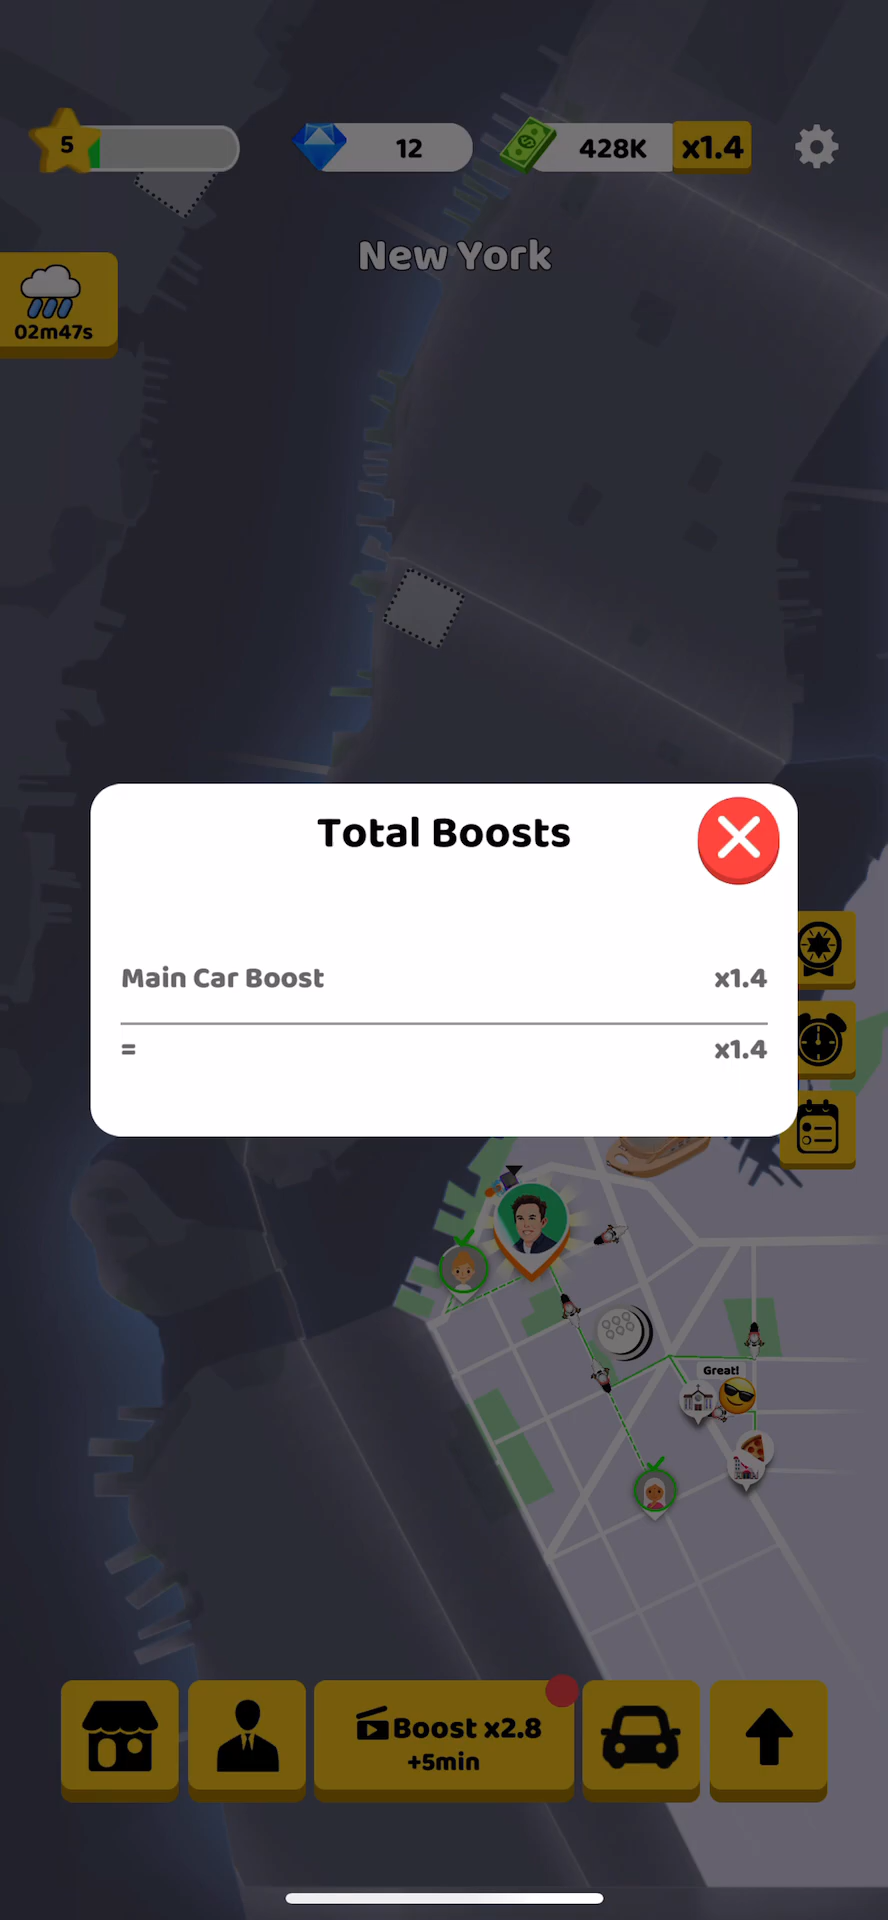 5
12
428K
x1.4
New York
02m47s
Total Boosts
Main Car Boost
x1.4
=
x1.4
Great!
Boost x2.8
+5min